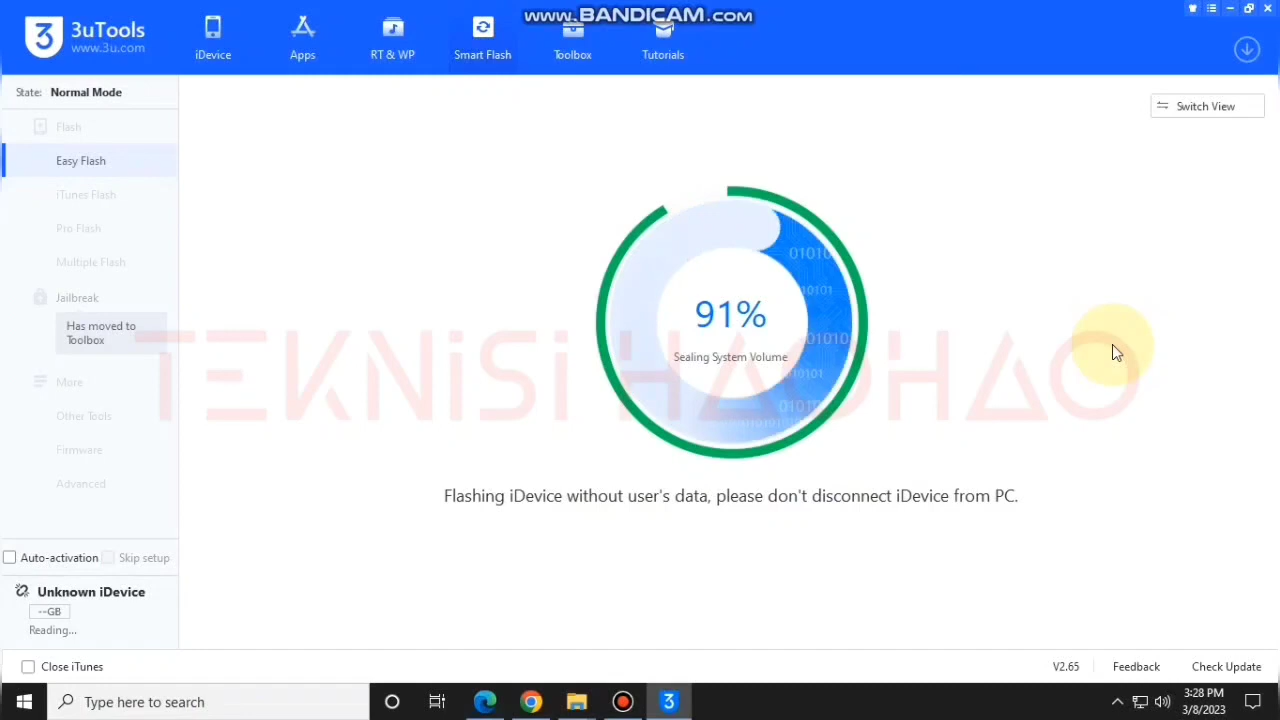 www.BANDICAM.com
3 3uTools
www.3u.com
iDevice
Apps
RT & WP
Smart Flash
Toolbox
Tutorials
State: Normal Mode
Switch View
Flash
Easy Flash
iTunes Flash
Pro Flash
Multiple Flash
Jailbreak
Has moved to
Toolbox
More
Other Tools
Firmware
Advanced
91%
Sealing System Volume
TEKNiSi HAOHAO
Flashing iDevice without user's data, please don't disconnect iDevice from PC.
Auto-activation Skip setup
Unknown iDevice
--GB
Reading...
Close iTunes
V2.65
Feedback
Check Update
Type here to search
3:28 PM
3/8/2023